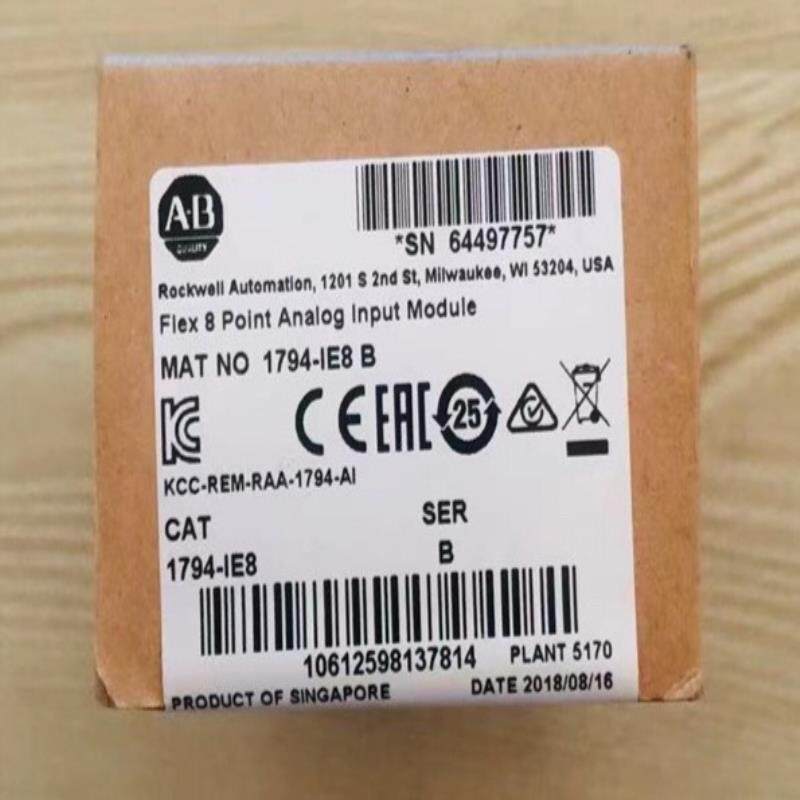 A·B
QUALITY
*SN 64497757*
Rockwell Automation, 1201 S 2nd St, Milwaukee, WI 53204, USA
Flex 8 Point Analog Input Module
MAT NO 1794-IE8 B
CE EAC 25
KCC-REM-RAA-1794-AI
CAT SER
1794-IE8 B
10612598137814 PLANT 5170
PRODUCT OF SINGAPORE DATE 2018/08/16